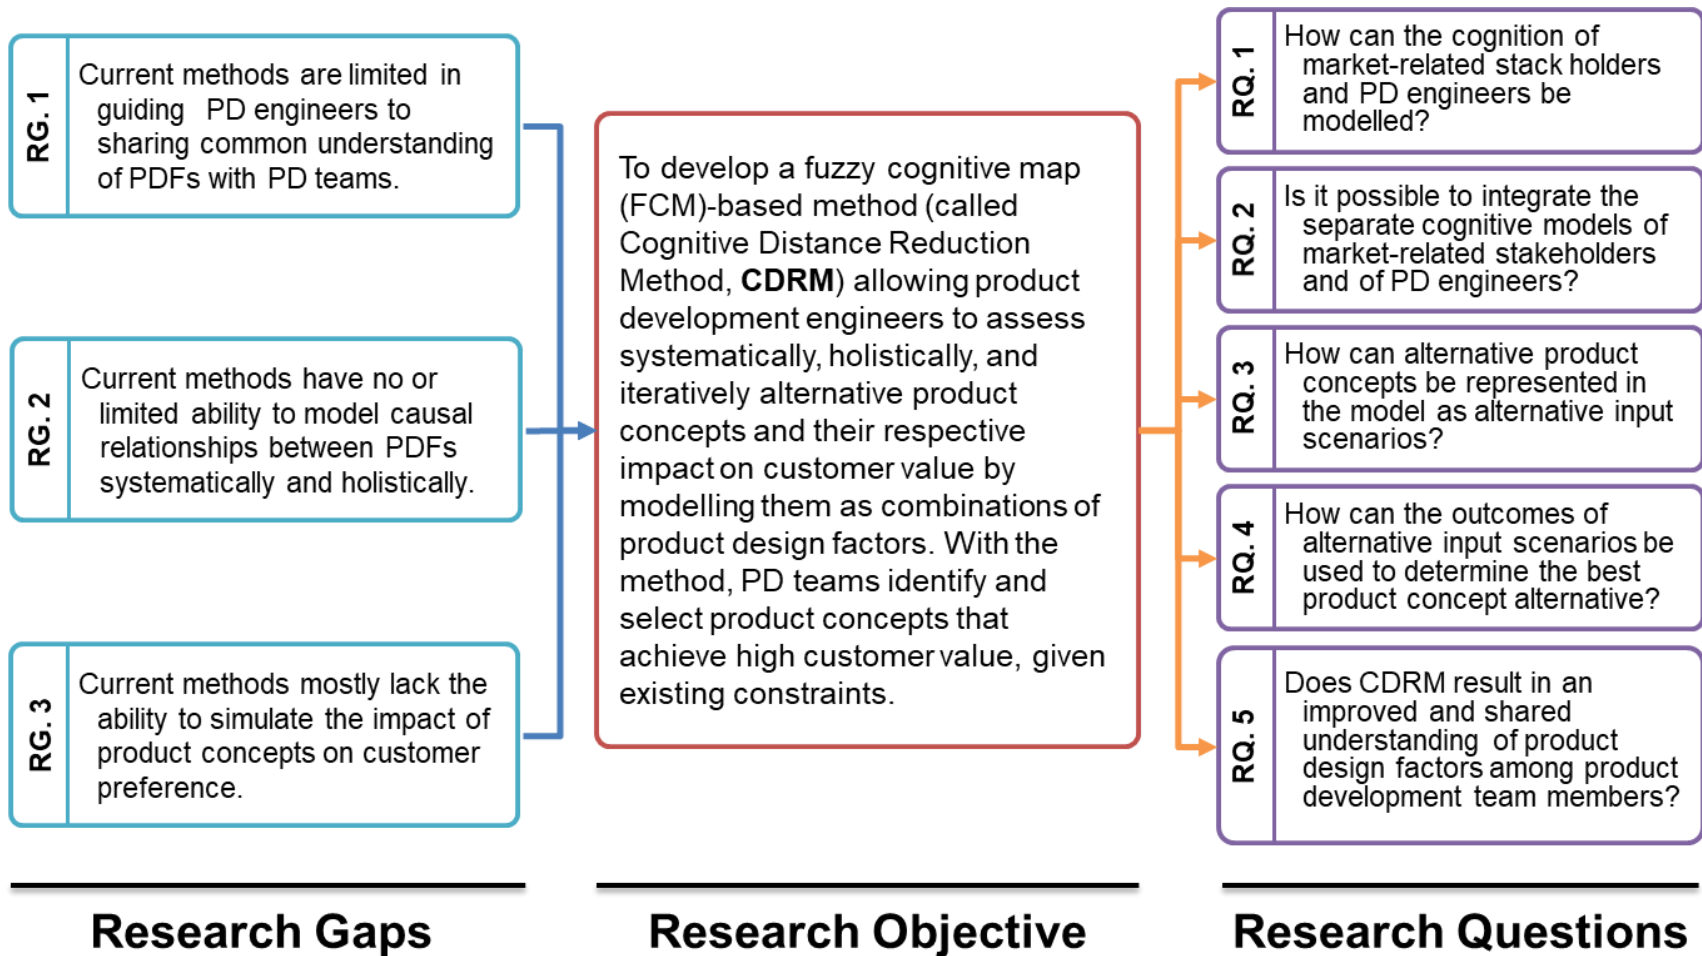 RG. 1
Current methods are limited in
guiding PD engineers to
sharing common understanding
of PDFs with PD teams.
RG. 2
Current methods have no or
limited ability to model causal
relationships between PDFs
systematically and holistically.
RG. 3
Current methods mostly lack the
ability to simulate the impact of
product concepts on customer
preference.
Research Gaps
To develop a fuzzy cognitive map
(FCM)-based method (called
Cognitive Distance Reduction
Method, CDRM) allowing product
development engineers to assess
systematically, holistically, and
iteratively alternative product
concepts and their respective
impact on customer value by
modelling them as combinations of
product design factors. With the
method, PD teams identify and
select product concepts that
achieve high customer value, given
existing constraints.
Research Objective
RQ. 1
How can the cognition of
market-related stack holders
and PD engineers be
modelled?
RQ. 2
Is it possible to integrate the
separate cognitive models of
market-related stakeholders
and of PD engineers?
RQ. 3
How can alternative product
concepts be represented in
the model as alternative input
scenarios?
RQ. 4
How can the outcomes of
alternative input scenarios be
used to determine the best
product concept alternative?
RQ. 5
Does CDRM result in an
improved and shared
understanding of product
design factors among product
development team members?
Research Questions